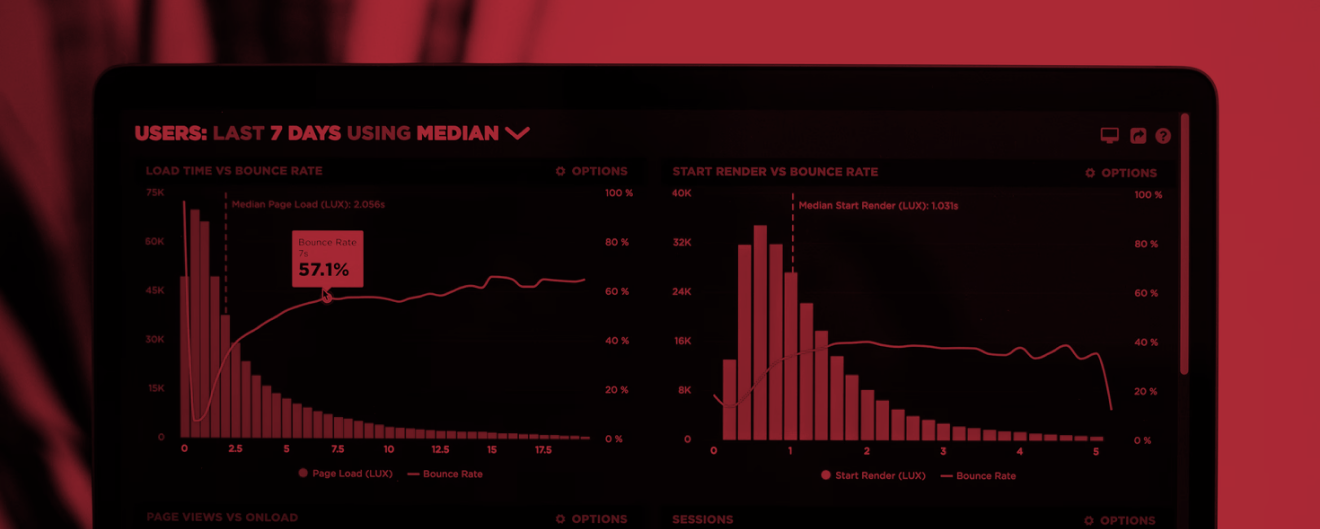 USERS: LAST 7 DAYS USING MEDIAN
LOAD TIME VS BOUNCE RATE
OPTIONS
75K
60K
45K
30K
15K
0
100 %
80 %
60 %
40 %
20 %
0 %
Median Page Load (LUX): 2.056s
Bounce Rate
7s
57.1%
0 2.5 5 7.5 10 12.5 15 17.5
Page Load (LUX) Bounce Rate
START RENDER VS BOUNCE RATE
OPTIONS
40K
32K
24K
16K
8K
0
100 %
80 %
60 %
40 %
20 %
0 %
Median Start Render (LUX): 1.031s
0 1 2 3 4 5
Start Render (LUX) Bounce Rate
PAGE VIEWS VS ONLOAD
OPTIONS
SESSIONS
OPTIONS